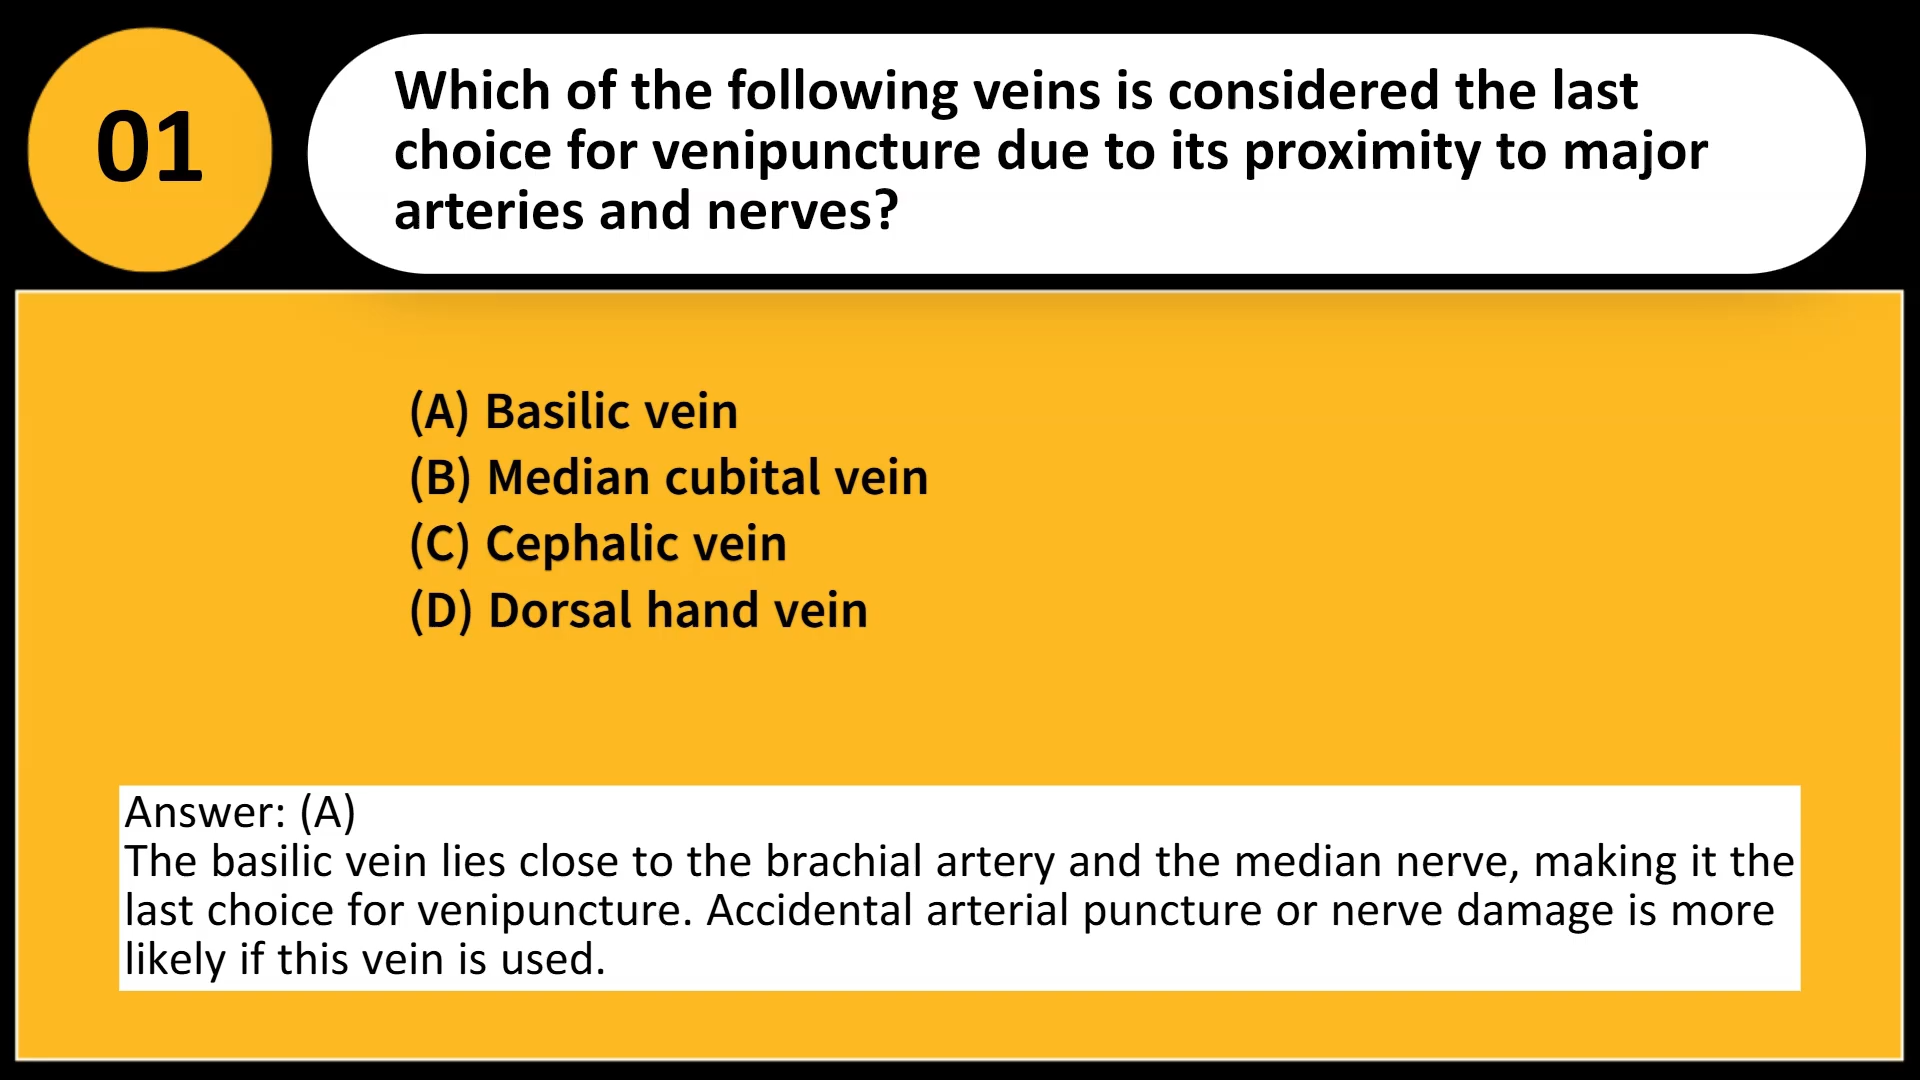 01
Which of the following veins is considered the last
choice for venipuncture due to its proximity to major
arteries and nerves?
(A) Basilic vein
(B) Median cubital vein
(C) Cephalic vein
(D) Dorsal hand vein
Answer: (A)
The basilic vein lies close to the brachial artery and the median nerve, making it the
last choice for venipuncture. Accidental arterial puncture or nerve damage is more
likely if this vein is used.